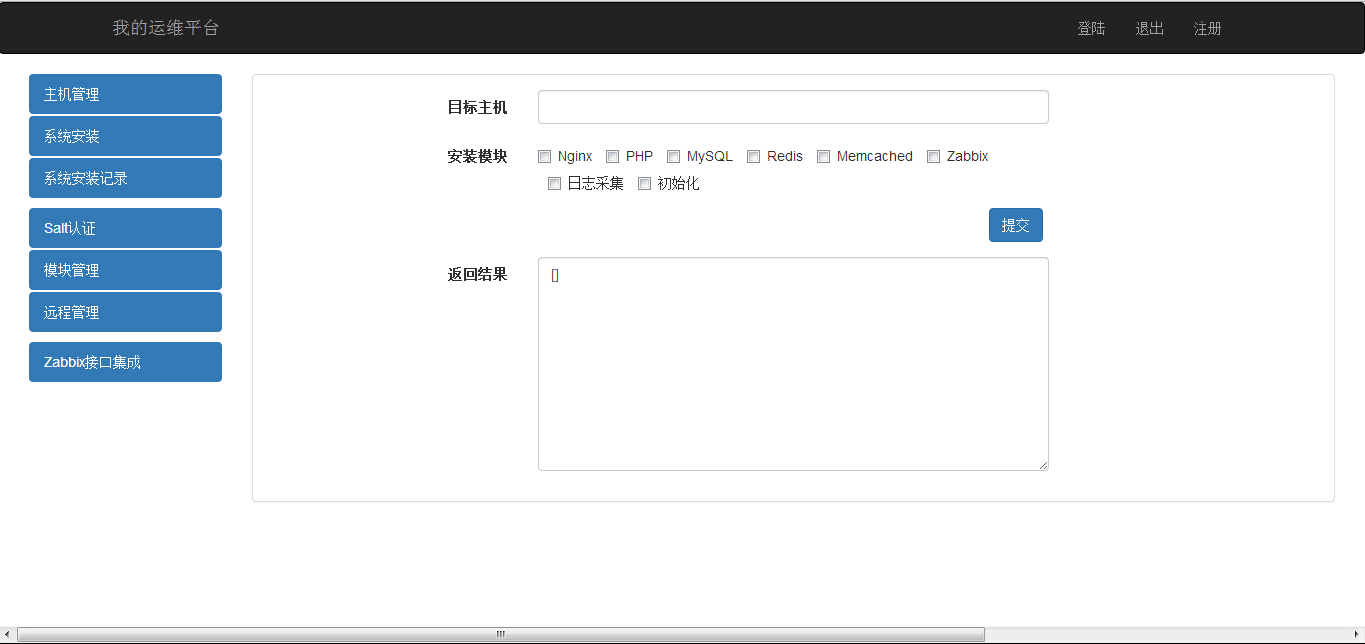 我的运维平台 登陆 退出 注册
主机管理
系统安装
系统安装记录
Salt认证
模块管理
远程管理
Zabbix接口集成
目标主机
安装模块 Nginx PHP MySQL Redis Memcached Zabbix
日志采集 初始化
提交
返回结果 []